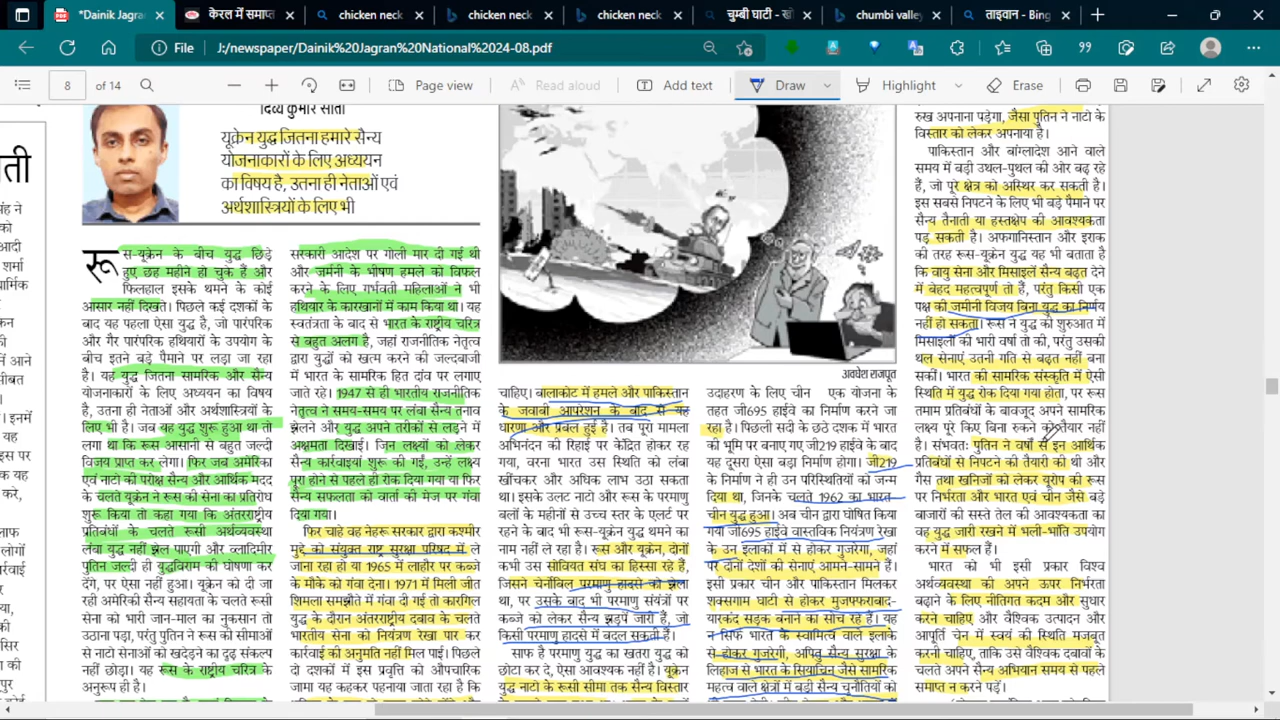 *Dainik Jagran
केरल में समाप्त
chicken neck
chicken neck
chicken neck
चुम्बी घाटी - खो
chumbi valley
ताइवान - Bing
File
J:/newspaper/Dainik%20Jagran%20National%202024-08.pdf
8 of 14
Page view
Read aloud
Add text
Draw
Highlight
Erase
दिव्य कुमार सोती
यूक्रेन युद्ध जितना हमारे सैन्य
योजनाकारों के लिए अध्ययन
का विषय है, उतना ही नेताओं एवं
अर्थशास्त्रियों के लिए भी
रूस-यूक्रेन के बीच युद्ध छिड़े
हुए छह महीने हो चुके हैं और
फिलहाल इसके थमने के कोई
आसार नहीं दिखते। पिछले कई दशकों के
बाद यह पहला ऐसा युद्ध है, जो पारंपरिक
और गैर पारंपरिक हथियारों के उपयोग के
बीच इतने बड़े पैमाने पर लड़ा जा रहा
है। यह युद्ध जितना सामरिक और सैन्य
योजनाकारों के लिए अध्ययन का विषय
है, उतना ही नेताओं और अर्थशास्त्रियों के
लिए भी है। जब यह युद्ध शुरू हुआ था तो
लगा था कि रूस आसानी से बहुत जल्दी
विजय प्राप्त कर लेगा। फिर जब अमेरिका
एवं नाटो की परोक्ष सैन्य और आर्थिक मदद
के चलते यूक्रेन ने रूस की सेना का प्रतिरोध
शुरू किया तो कहा गया कि अंतरराष्ट्रीय
प्रतिबंधों के चलते रूसी अर्थव्यवस्था
लंबा युद्ध नहीं झेल पाएगी और व्लादिमीर
पुतिन जल्दी ही युद्धविराम की घोषणा कर
देंगे, पर ऐसा नहीं हुआ। यूक्रेन को दी जा
रही अमेरिकी सैन्य सहायता के चलते रूसी
सेना को भारी जान-माल का नुकसान तो
उठाना पड़ा, परंतु पुतिन ने रूस की सीमाओं
से नाटो सेनाओं को खदेड़ने का दृढ़ संकल्प
नहीं छोड़ा। यह रूस के राष्ट्रीय चरित्र के
अनुरूप ही है।
सरकारी आदेश पर गोली मार दी गई थी
और जर्मनी के भीषण हमले को विफल
करने के लिए गर्भवती महिलाओं ने भी
हथियार के कारखानों में काम किया था। यह
स्वतंत्रता के बाद से भारत के राष्ट्रीय चरित्र
से बहुत अलग है, जहां राजनीतिक नेतृत्व
द्वारा युद्धों को खत्म करने की जल्दबाजी
में भारत के सामरिक हित दांव पर लगाए
जाते रहे। 1947 से ही भारतीय राजनीतिक
नेतृत्व ने समय-समय पर लंबा सैन्य तनाव
झेलने और युद्ध अपने तरीकों से लड़ने में
अक्षमता दिखाई। जिन लक्ष्यों को लेकर
सैन्य कार्रवाइयां शुरू की गईं, उन्हें लक्ष्य
पूरा होने से पहले ही रोक दिया गया या फिर
सैन्य सफलता को वार्ता की मेज पर गंवा
दिया गया।
फिर चाहे वह नेहरू सरकार द्वारा कश्मीर
मुद्दे को संयुक्त राष्ट्र सुरक्षा परिषद में ले
जाना रहा हो या 1965 में लाहौर पर कब्जे
के मौके को गंवा देना। 1971 में मिली जीत
शिमला समझौते में गंवा दी गई तो कारगिल
युद्ध के दौरान अंतरराष्ट्रीय दबाव के चलते
भारतीय सेना को नियंत्रण रेखा पार कर
कार्रवाई की अनुमति नहीं मिल पाई। पिछले
दो दशकों में इस प्रवृत्ति को औपचारिक
जामा यह कहकर पहनाया जाता रहा है कि
अवधेश राजपूत
चाहिए। बालाकोट में हमले और पाकिस्तान
के जवाबी आपरेशन के बाद से यह
धारणा और प्रबल हुई है। तब पूरा मामला
अभिनंदन की रिहाई पर केंद्रित होकर रह
गया, वरना भारत उस स्थिति को लंबा
खींचकर और अधिक लाभ उठा सकता
था। इसके उलट नाटो और रूस के परमाणु
बलों के महीनों से उच्च स्तर के एलर्ट पर
रहने के बाद भी रूस-यूक्रेन युद्ध थमने का
नाम नहीं ले रहा है। रूस और यूक्रेन, दोनों
कभी उस सोवियत संघ का हिस्सा रहे हैं,
जिसने चेर्नोबिल परमाणु हादसे को झेला
था, पर उसके बाद भी परमाणु संयंत्रों पर
कब्जे को लेकर सैन्य झड़पें जारी हैं, जो
किसी परमाणु हादसे में बदल सकती हैं।
साफ है परमाणु युद्ध का खतरा युद्ध को
छोटा कर दे, ऐसा आवश्यक नहीं है। यूक्रेन
युद्ध नाटो के रूसी सीमा तक सैन्य विस्तार
उदाहरण के लिए चीन एक योजना के
तहत जी695 हाईवे का निर्माण करने जा
रहा है। पिछली सदी के छठे दशक में भारत
की भूमि पर बनाए गए जी219 हाईवे के बाद
यह दूसरा ऐसा बड़ा निर्माण होगा। जी219
के निर्माण ने ही उन परिस्थितियों को जन्म
दिया था, जिनके चलते 1962 का भारत-
चीन युद्ध हुआ। अब चीन द्वारा घोषित किया
गया जी695 हाईवे वास्तविक नियंत्रण रेखा
के उन इलाकों में से होकर गुजरेगा, जहां
पर दोनों देशों की सेनाएं आमने-सामने हैं।
इसी प्रकार चीन और पाकिस्तान मिलकर
शक्सगाम घाटी से होकर मुजफ्फराबाद-
यारकंद सड़क बनाने का सोच रहे हैं। यह
न सिर्फ भारत के स्वामित्व वाले इलाके
से होकर गुजरेगी, अपितु सैन्य सुरक्षा के
लिहाज से भारत के सियाचिन जैसे सामरिक
महत्व वाले क्षेत्रों में बड़ी सैन्य चुनौतियों को
रुख अपनाना पड़ेगा, जैसा पुतिन ने नाटो के
विस्तार को लेकर अपनाया है।
पाकिस्तान और बांग्लादेश आने वाले
समय में बड़ी उथल-पुथल की ओर बढ़ रहे
हैं, जो पूरे क्षेत्र को अस्थिर कर सकती है।
इस सबसे निपटने के लिए भी बड़े पैमाने पर
सैन्य तैनाती या हस्तक्षेप की आवश्यकता
पड़ सकती है। अफगानिस्तान और इराक
की तरह रूस-यूक्रेन युद्ध यह भी बताता है
कि वायु सेना और मिसाइलें सैन्य बढ़त देने
में बेहद महत्वपूर्ण तो हैं, परंतु किसी एक
पक्ष की जमीनी विजय बिना युद्ध का निर्णय
नहीं हो सकता। रूस ने युद्ध की शुरुआत में
मिसाइलों की भारी वर्षा तो की, परंतु उसकी
थल सेनाएं उतनी गति से बढ़त नहीं बना
सकीं। भारत की सामरिक संस्कृति में ऐसी
स्थिति में युद्ध रोक दिया गया होता, पर रूस
तमाम प्रतिबंधों के बावजूद अपने सामरिक
लक्ष्य पूरे किए बिना रुकने को तैयार नहीं
है। संभवतः पुतिन ने वर्षों से इन आर्थिक
प्रतिबंधों से निपटने की तैयारी की थी और
गैस तथा खनिजों को लेकर यूरोप की रूस
पर निर्भरता और भारत एवं चीन जैसे बड़े
बाजारों की सस्ते तेल की आवश्यकता का
वह युद्ध जारी रखने में भली-भांति उपयोग
करने में सफल हैं।
भारत को भी इसी प्रकार विश्व
अर्थव्यवस्था की अपने ऊपर निर्भरता
बढ़ाने के लिए नीतिगत कदम और सुधार
करने चाहिए और वैश्विक उत्पादन और
आपूर्ति चेन में स्वयं की स्थिति मजबूत
करनी चाहिए, ताकि उसे वैश्विक दबावों के
चलते अपने सैन्य अभियान समय से पहले
समाप्त न करने पड़ें।